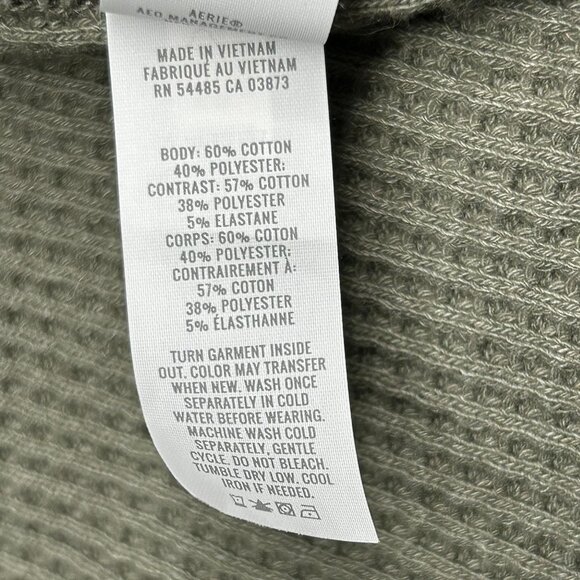 AERIE®
AEO MANAGEMENT
MADE IN VIETNAM
FABRIQUÉ AU VIETNAM
RN 54485 CA 03873
BODY: 60% COTTON
40% POLYESTER;
CONTRAST: 57% COTTON
38% POLYESTER
5% ELASTANE
CORPS: 60% COTON
40% POLYESTER;
CONTRAIREMENT À:
57% COTON
38% POLYESTER
5% ÉLASTHANNE
TURN GARMENT INSIDE
OUT. COLOR MAY TRANSFER
WHEN NEW. WASH ONCE
SEPARATELY IN COLD
WATER BEFORE WEARING.
MACHINE WASH COLD
SEPARATELY, GENTLE
CYCLE. DO NOT BLEACH.
TUMBLE DRY LOW. COOL
IRON IF NEEDED.